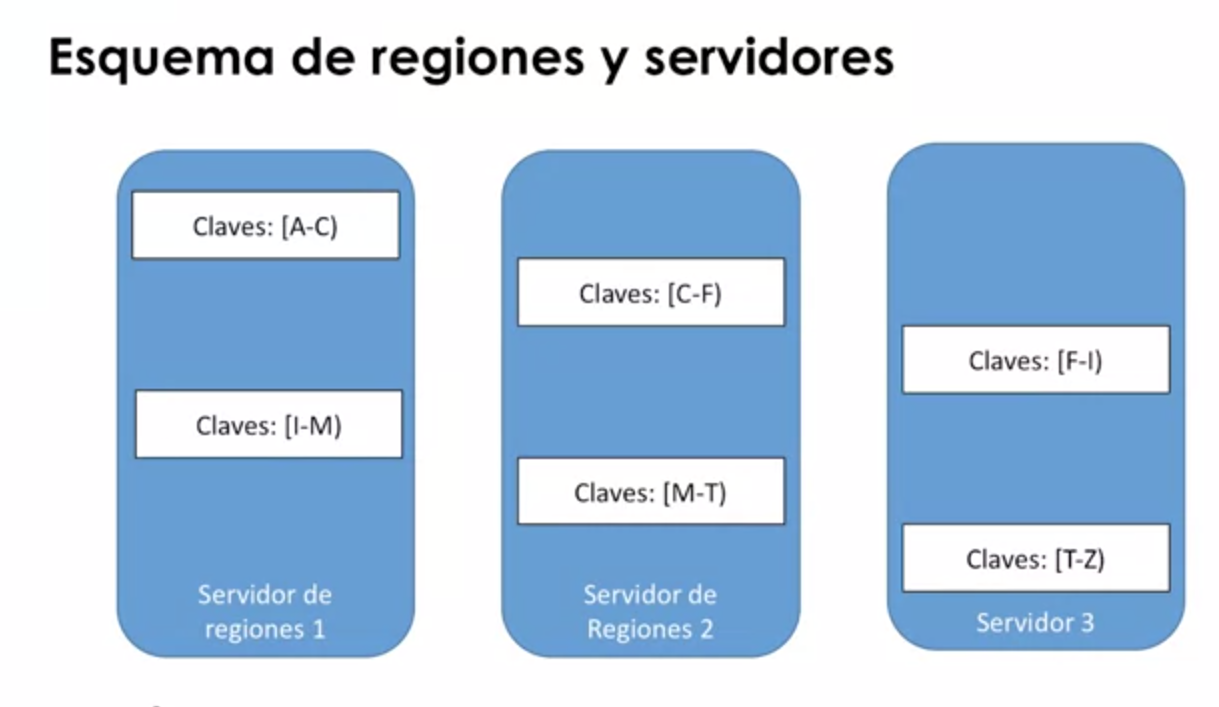 Esquema de regiones y servidores
Claves: [A-C)
Claves: [I-M)
Servidor de
regiones 1
Claves: [C-F)
Claves: [M-T)
Servidor de
Regiones 2
Claves: [F-I)
Claves: [T-Z)
Servidor 3